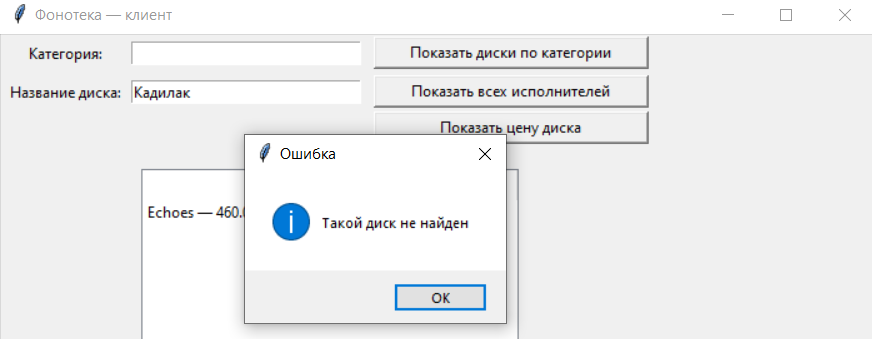 Фонотека — клиент
Категория:
Показать диски по категории
Название диска:
Кадилак
Показать всех исполнителей
Показать цену диска
Ошибка
Echoes — 460.
Такой диск не найден
OK